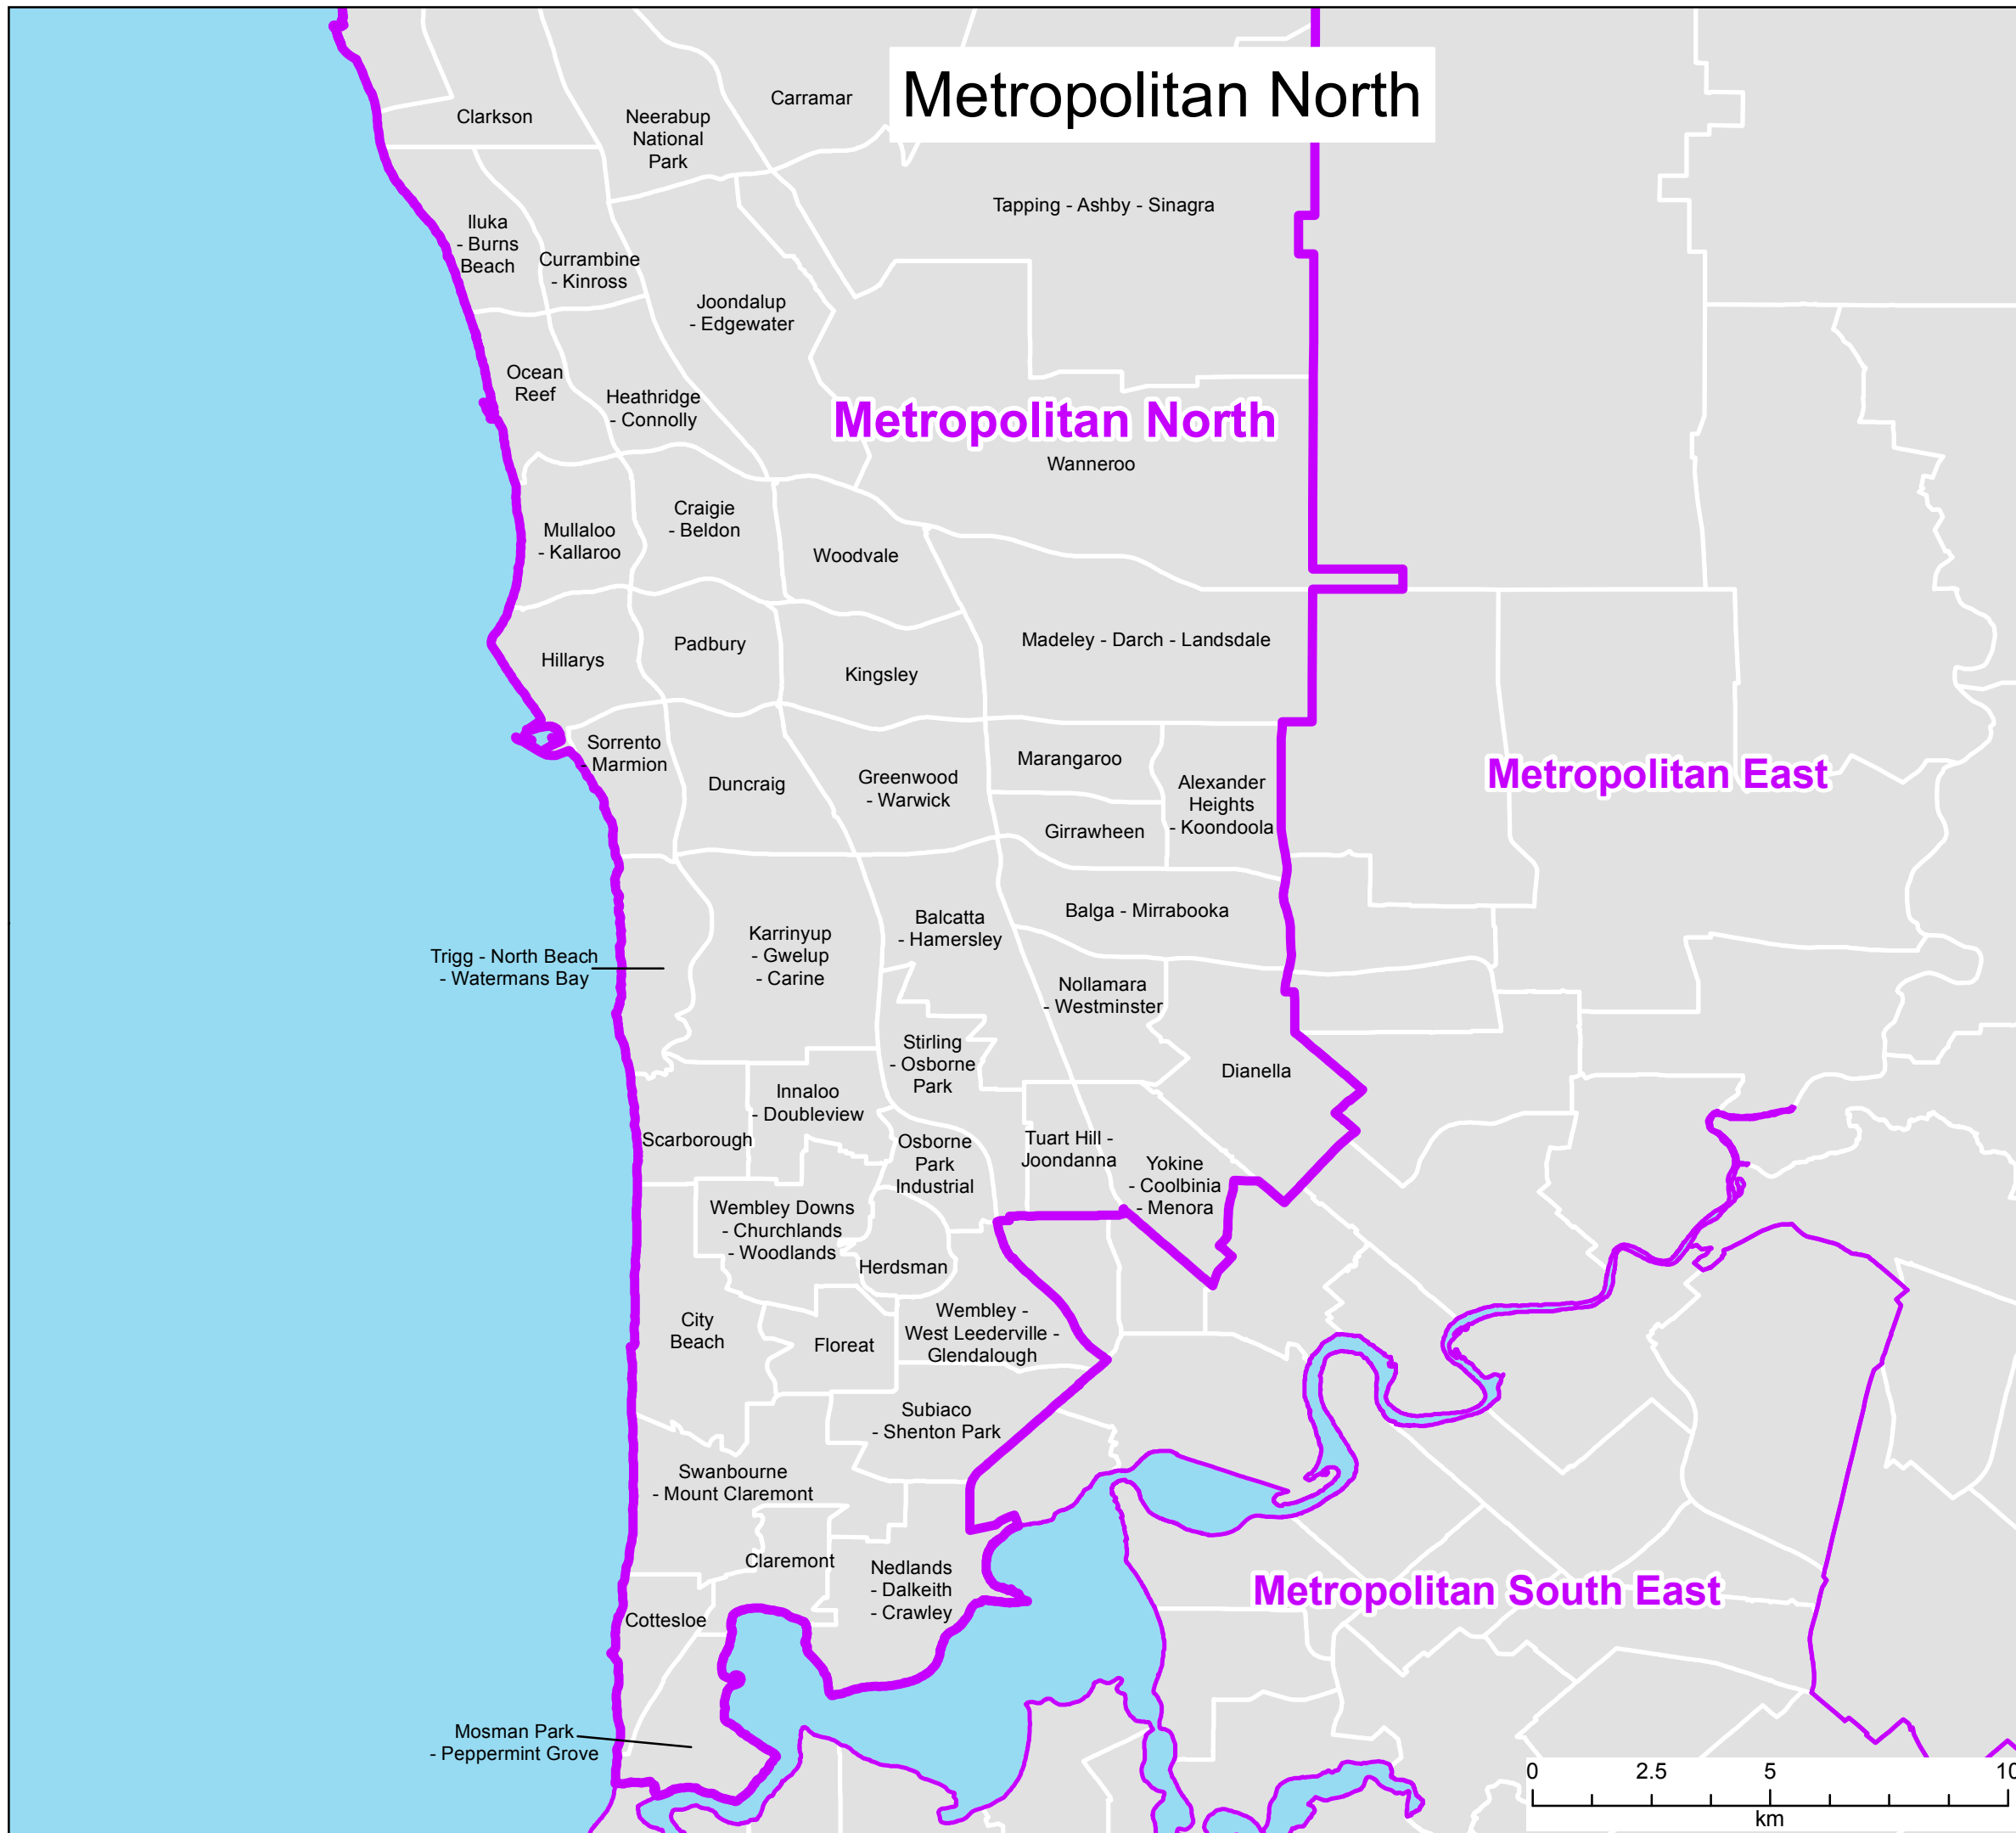 Metropolitan North
Carramar
Clarkson
Neerabup
National
Park
Tapping - Ashby - Sinagra
Iluka
- Burns
Beach
Currambine
- Kinross
Joondalup
- Edgewater
Ocean
Reef
Heathridge
- Connolly
Metropolitan North
Wanneroo
Mullaloo
- Kallaroo
Craigie
- Beldon
Woodvale
Hillarys
Padbury
Kingsley
Madeley - Darch - Landsdale
Sorrento
- Marmion
Duncraig
Greenwood
- Warwick
Marangaroo
Girrawheen
Alexander
Heights
- Koondoola
Metropolitan East
Trigg - North Beach
- Watermans Bay
Karrinyup
- Gwelup
- Carine
Balcatta
- Hamersley
Balga - Mirrabooka
Nollamara
- Westminster
Stirling
- Osborne
Park
Dianella
Innaloo
- Doubleview
Scarborough
Osborne
Park
Industrial
Tuart Hill -
Joondanna
Yokine
- Coolbinia
- Menora
Wembley Downs
- Churchlands
- Woodlands
Herdsman
City
Beach
Floreat
Wembley -
West Leederville -
Glendalough
Subiaco
- Shenton Park
Swanbourne
- Mount Claremont
Claremont
Nedlands
- Dalkeith
- Crawley
Metropolitan South East
Cottesloe
Mosman Park
- Peppermint Grove
0 2.5 5 10
km